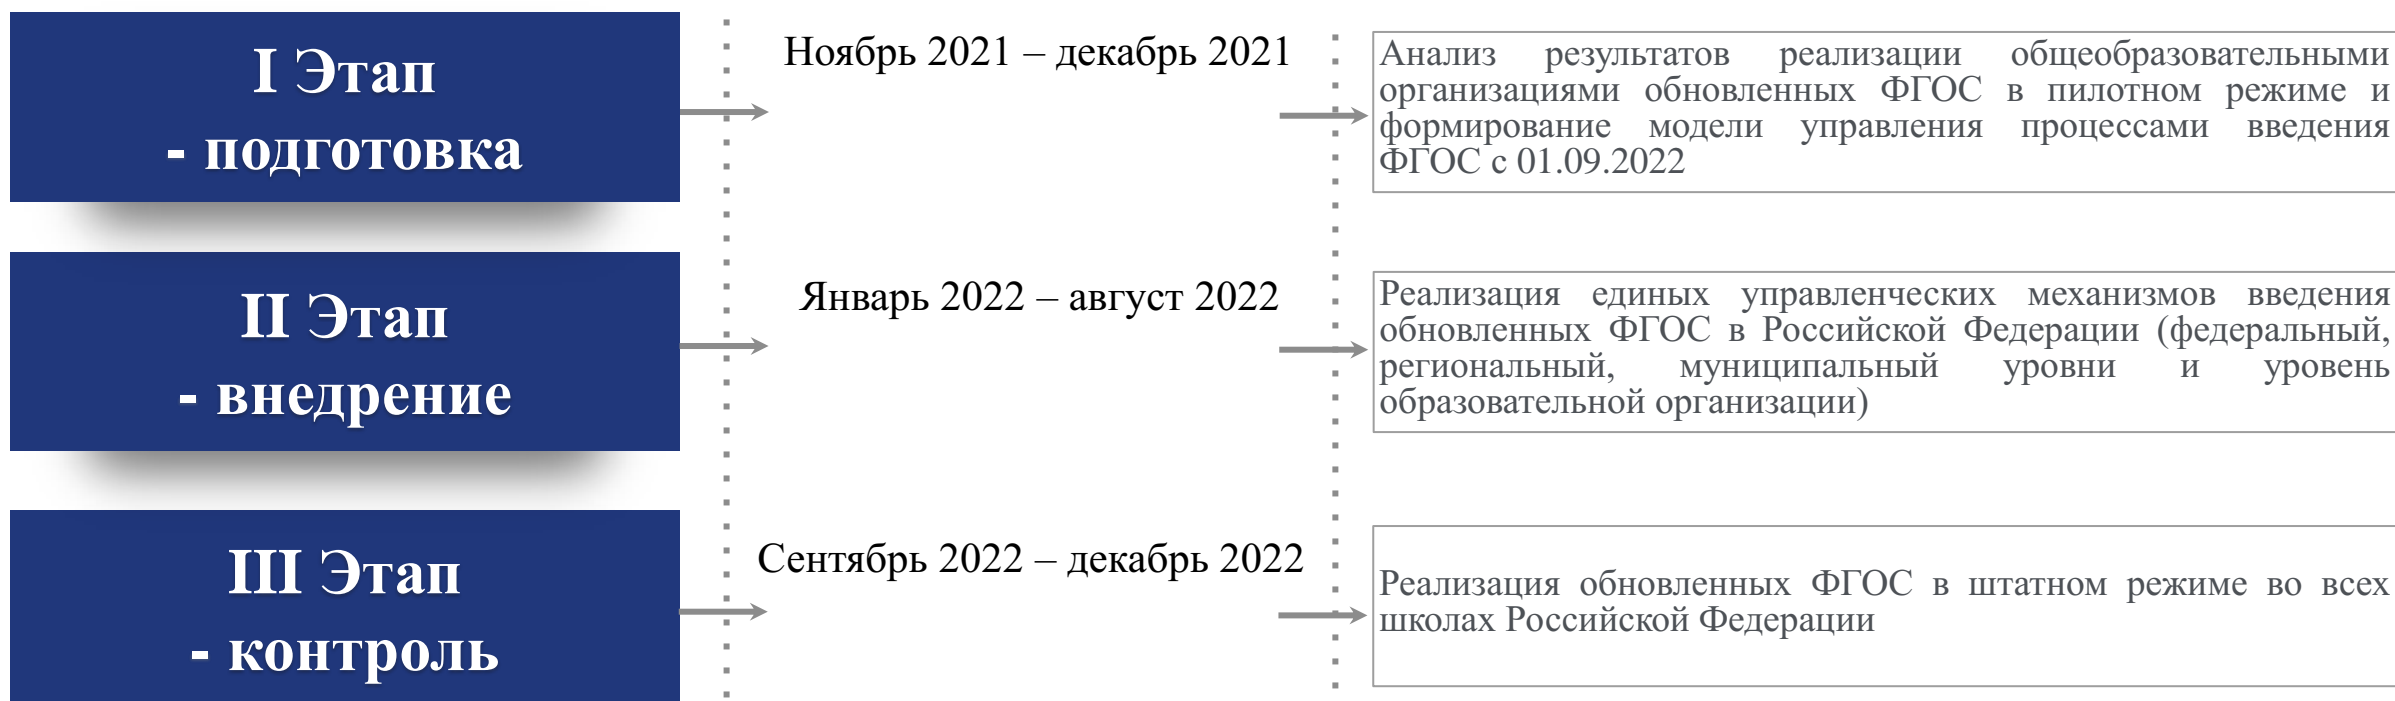 I Этап
- подготовка
Ноябрь 2021 – декабрь 2021
Анализ результатов реализации общеобразовательными
организациями обновленных ФГОС в пилотном режиме и
формирование модели управления процессами введения
ФГОС с 01.09.2022
II Этап
- внедрение
Январь 2022 – август 2022
Реализация единых управленческих механизмов введения
обновленных ФГОС в Российской Федерации (федеральный,
региональный, муниципальный уровни и уровень
образовательной организации)
III Этап
- контроль
Сентябрь 2022 – декабрь 2022
Реализация обновленных ФГОС в штатном режиме во всех
школах Российской Федерации